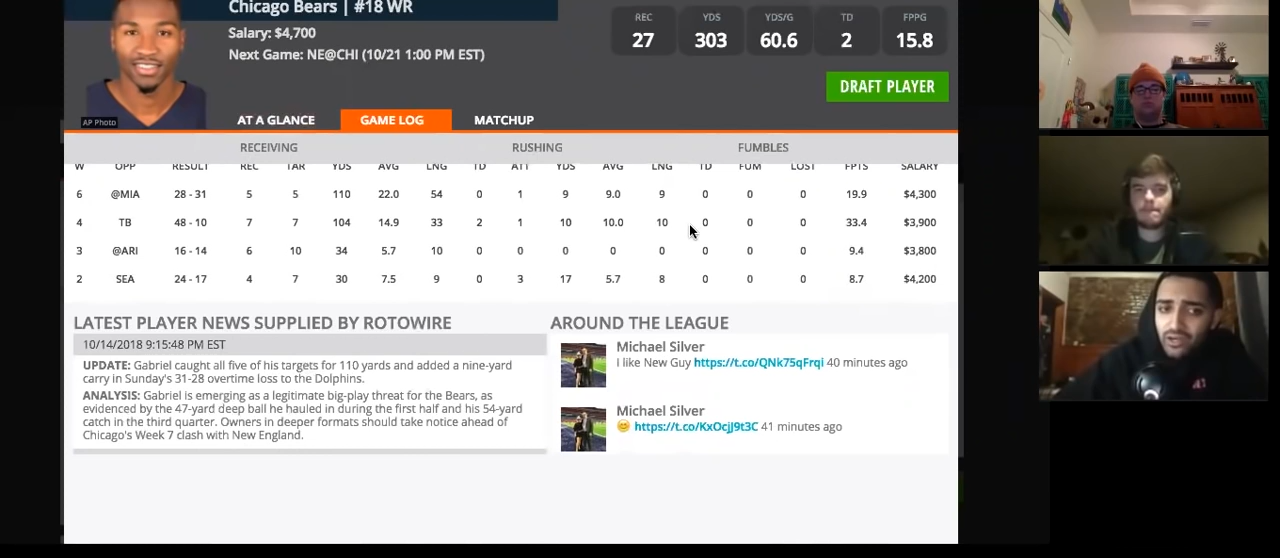 Chicago Bears | #18 WR
Salary: $4,700
Next Game: NE@CHI (10/21 1:00 PM EST)
REC YDS YDS/G TD FPPG
27 303 60.6 2 15.8
DRAFT PLAYER
AP Photo
AT A GLANCE GAME LOG MATCHUP
RECEIVING RUSHING FUMBLES
W OPP RESULT REC TAR YDS AVG LNG TD ATT YDS AVG LNG TD FUM LOST FPTS SALARY
6 @MIA 28 - 31 5 5 110 22.0 54 0 1 9 9.0 9 0 0 0 19.9 $4,300
4 TB 48 - 10 7 7 104 14.9 33 2 1 10 10.0 10 0 0 0 33.4 $3,900
3 @ARI 16 - 14 6 10 34 5.7 10 0 0 0 0 0 0 0 0 9.4 $3,800
2 SEA 24 - 17 4 7 30 7.5 9 0 3 17 5.7 8 0 0 0 8.7 $4,200
LATEST PLAYER NEWS SUPPLIED BY ROTOWIRE
10/14/2018 9:15:48 PM EST
UPDATE: Gabriel caught all five of his targets for 110 yards and added a nine-yard
carry in Sunday's 31-28 overtime loss to the Dolphins.
ANALYSIS: Gabriel is emerging as a legitimate big-play threat for the Bears, as
evidenced by the 47-yard deep ball he hauled in during the first half and his 54-yard
catch in the third quarter. Owners in deeper formats should take notice ahead of
Chicago's Week 7 clash with New England.
AROUND THE LEAGUE
Michael Silver
I like New Guy https://t.co/QNk75qFrqi 40 minutes ago
Michael Silver
😊 https://t.co/KxOcjJ9t3C 41 minutes ago